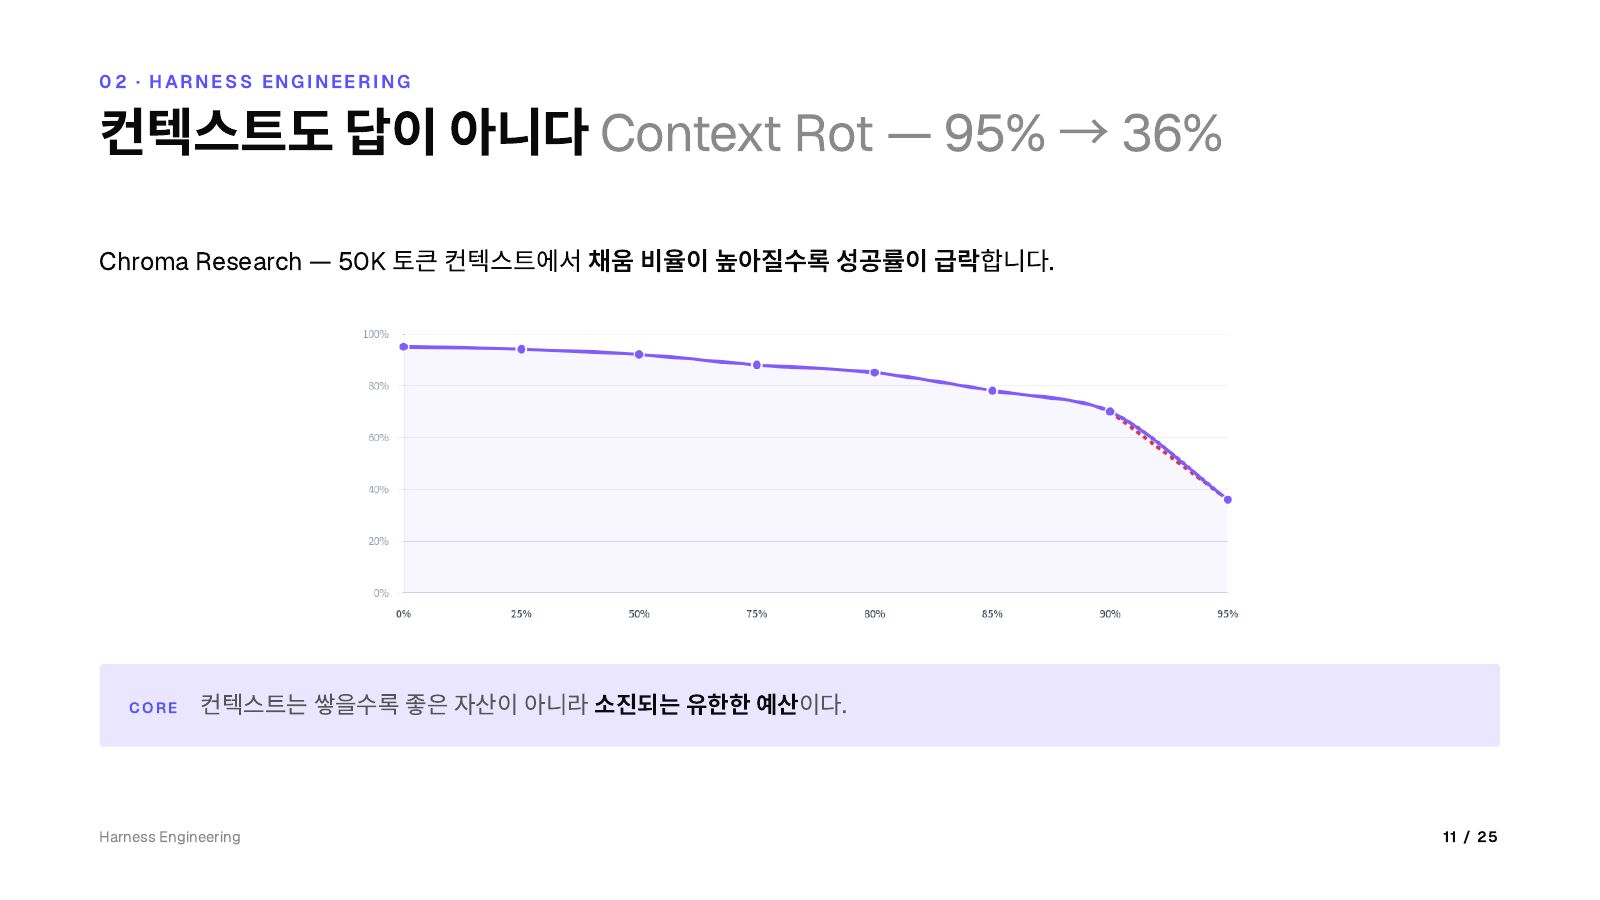 02 · HARNESS ENGINEERING
컨텍스트도 답이 아니다 Context Rot — 95% → 36%
Chroma Research — 50K 토큰 컨텍스트에서 채움 비율이 높아질수록 성공률이 급락합니다.
100%
80%
60%
40%
20%
0%
0% 25% 50% 75% 80% 85% 90% 95%
CORE 컨텍스트는 쌓을수록 좋은 자산이 아니라 소진되는 유한한 예산이다.
Harness Engineering
11 / 25